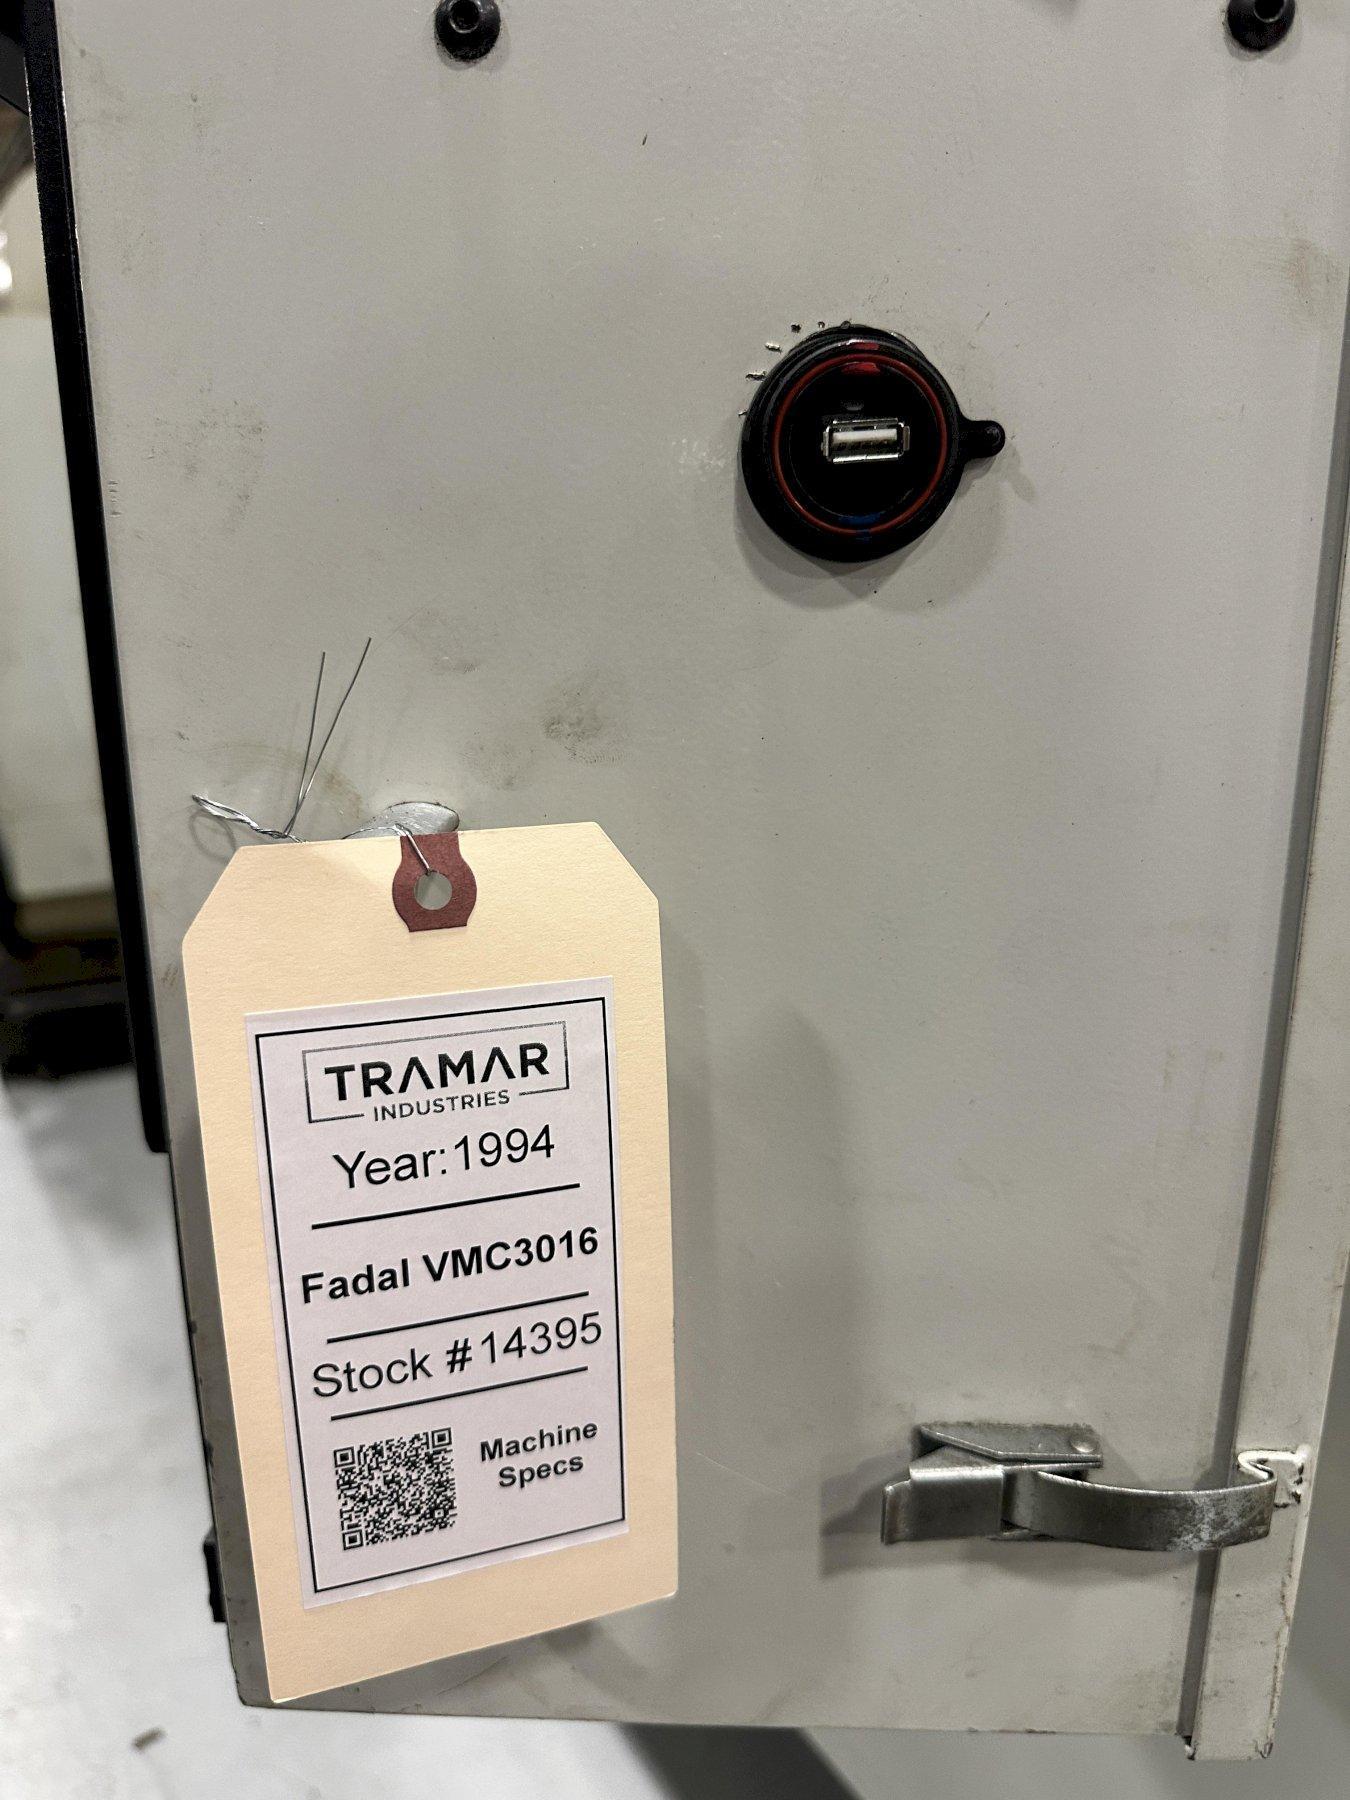 TRAMAR
INDUSTRIES
Year:1994
Fadal VMC3016
Stock #14395
Machine
Specs